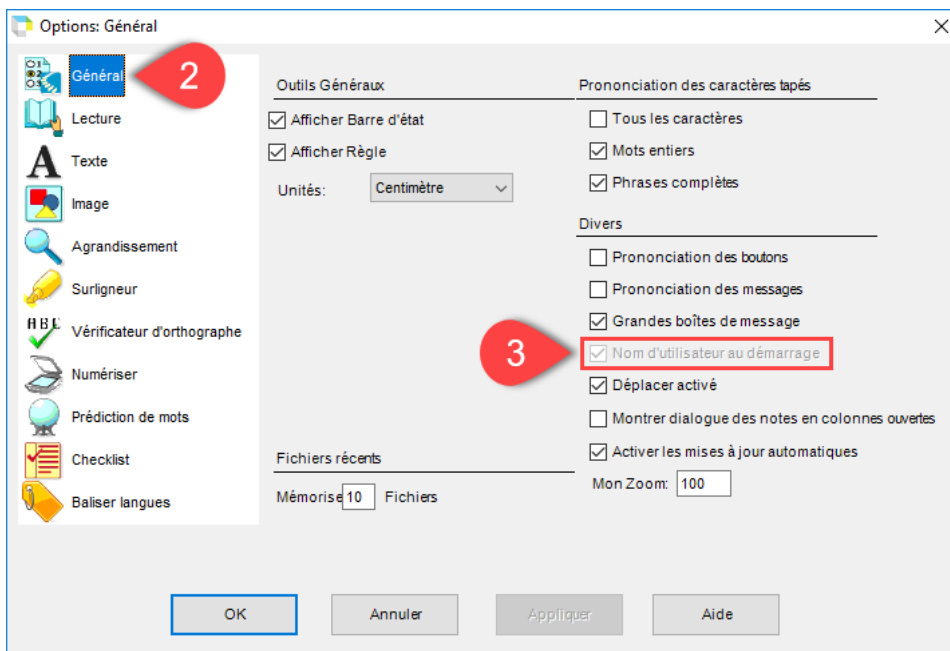 Options: Général
Général
2
Lecture
Texte
Image
Agrandissement
Surligneur
Vérificateur d'orthographe
Numériser
Prédiction de mots
Checklist
Baliser langues
Outils Généraux
Afficher Barre d'état
Afficher Règle
Unités: Centimètre
Fichiers récents
Mémorise 10 Fichiers
Prononciation des caractères tapés
Tous les caractères
Mots entiers
Phrases complètes
Divers
Prononciation des boutons
Prononciation des messages
Grandes boîtes de message
3
Nom d'utilisateur au démarrage
Déplacer activé
Montrer dialogue des notes en colonnes ouvertes
Activer les mises à jour automatiques
Mon Zoom: 100
OK Annuler Appliquer Aide